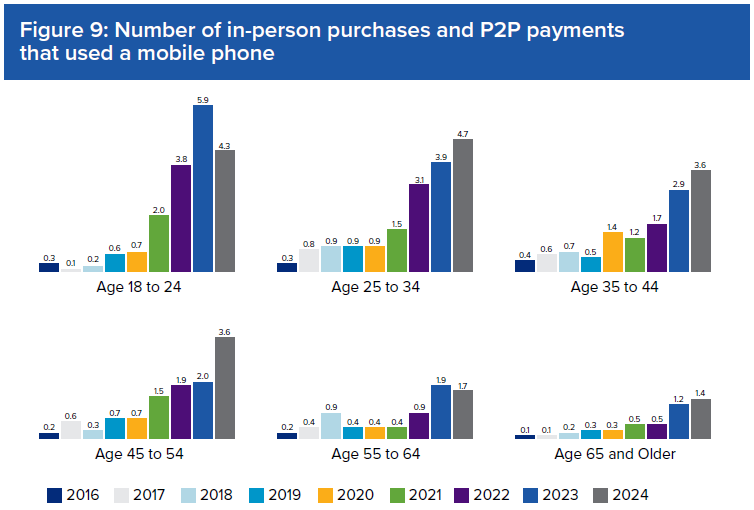 Figure 9: Number of in-person purchases and P2P payments
that used a mobile phone
0.3 0.1 0.2 0.6 0.7 2.0 3.8 5.9 4.3
Age 18 to 24
0.3 0.8 0.9 0.9 0.9 1.5 3.1 3.9 4.7
Age 25 to 34
0.4 0.6 0.7 0.5 1.4 1.2 1.7 2.9 3.6
Age 35 to 44
0.2 0.6 0.3 0.7 0.7 1.5 1.9 2.0 3.6
Age 45 to 54
0.2 0.4 0.9 0.4 0.4 0.4 0.9 1.9 1.7
Age 55 to 64
0.1 0.1 0.2 0.3 0.3 0.5 0.5 1.2 1.4
Age 65 and Older
2016 2017 2018 2019 2020 2021 2022 2023 2024